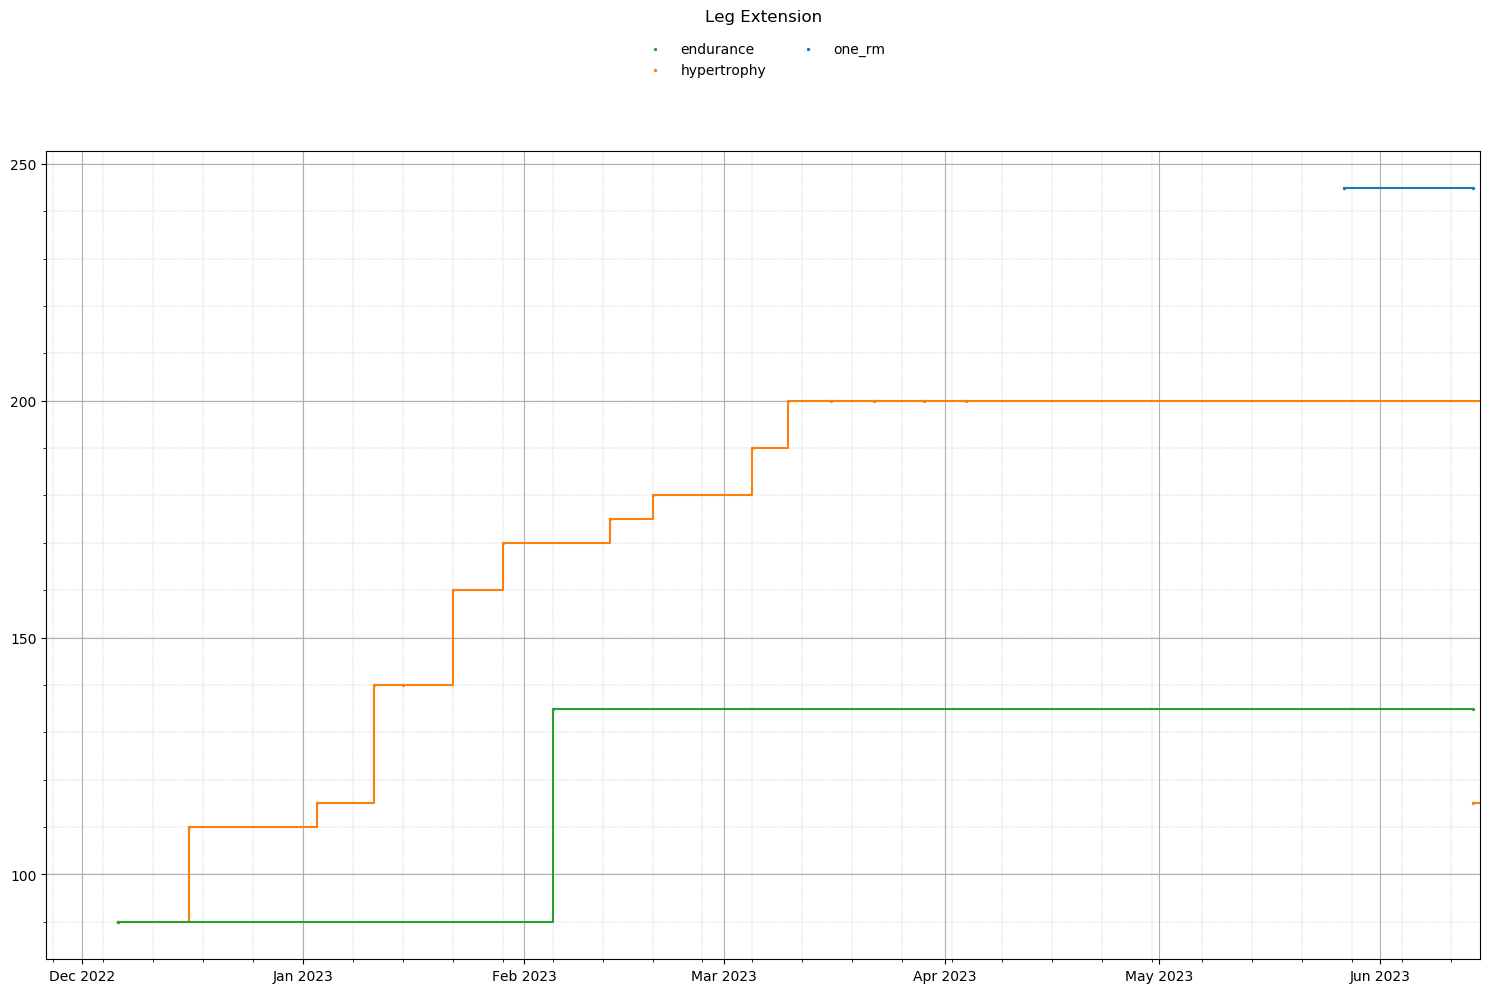 Leg Extension
endurance
hypertrophy
one_rm
250
200
150
100
Dec 2022
Jan 2023
Feb 2023
Mar 2023
Apr 2023
May 2023
Jun 2023